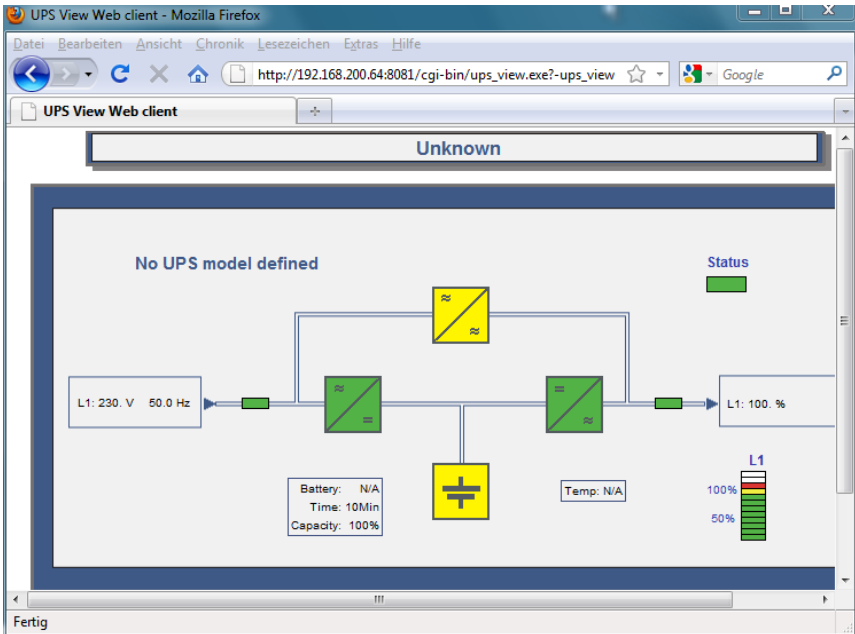 UPS View Web client - Mozilla Firefox
Datei Bearbeiten Ansicht Chronik Lesezeichen Extras Hilfe
http://192.168.200.64:8081/cgi-bin/ups_view.exe?-ups_view
Google
UPS View Web client
Unknown
No UPS model defined
Status
L1: 230. V 50.0 Hz
L1: 100. %
Battery: N/A
Time: 10Min
Capacity: 100%
Temp: N/A
L1
100%
50%
Fertig